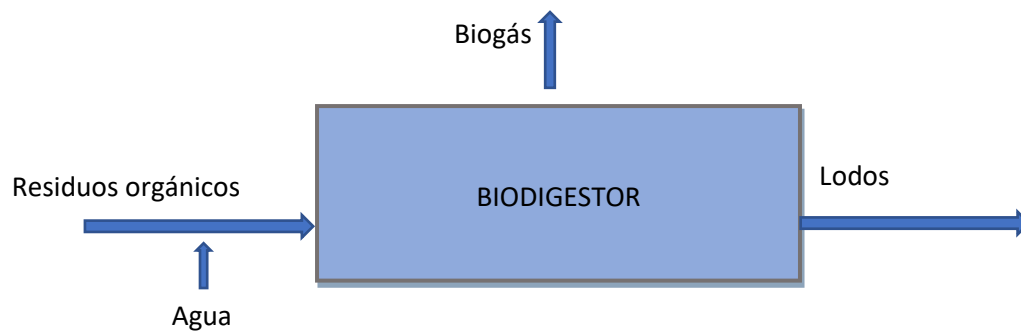 Biogás
Residuos orgánicos
BIODIGESTOR
Lodos
Agua